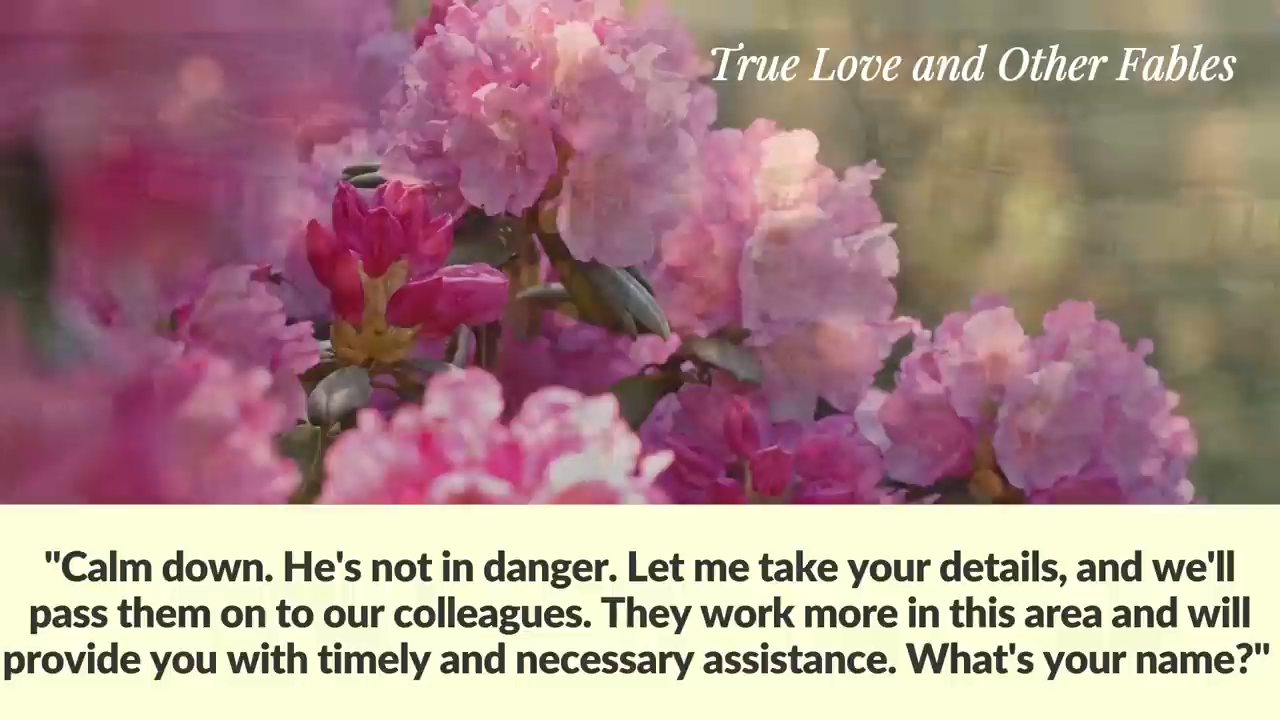 True Love and Other Fables
"Calm down. He's not in danger. Let me take your details, and we'll
pass them on to our colleagues. They work more in this area and will
provide you with timely and necessary assistance. What's your name?"